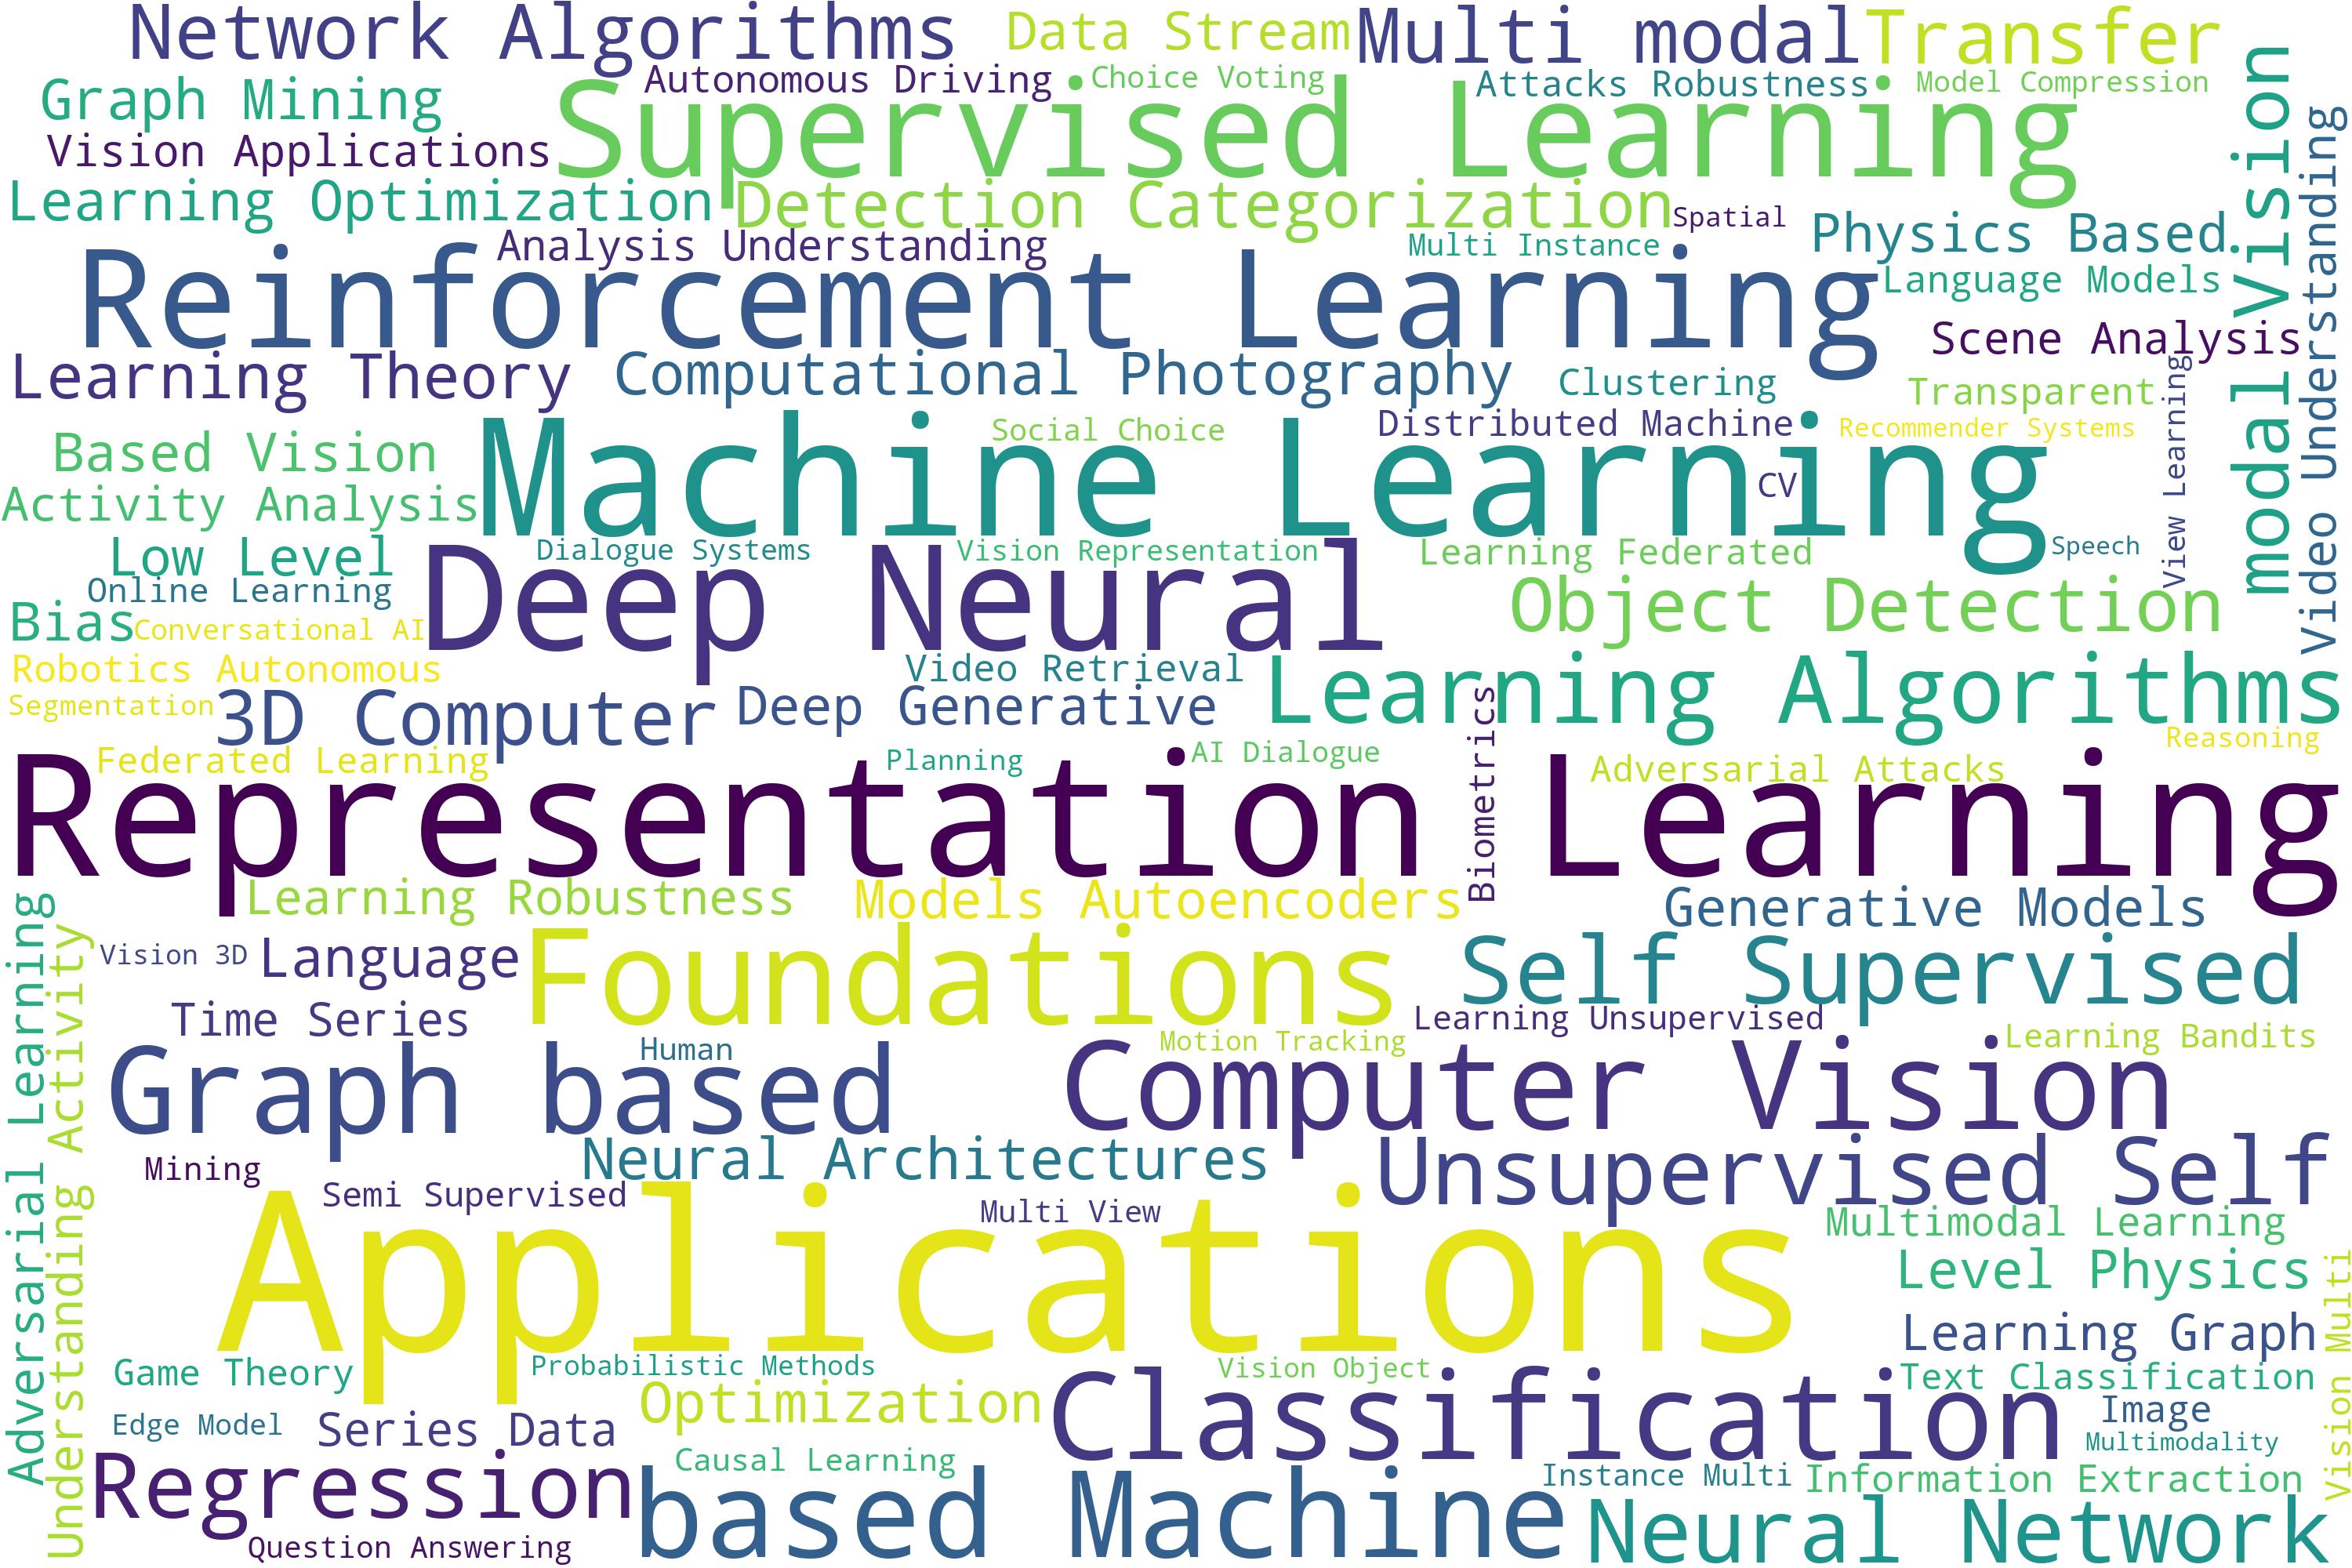 Network Algorithms
Data Stream
Multi modal
Transfer
Graph Mining
Autonomous Driving
Choice Voting
Attacks Robustness
Model Compression
Supervised Learning
Vision Applications
Learning Optimization
Detection Categorization
Spatial
Physics Based
modal Vision
Video Understanding
Analysis Understanding
Multi Instance
Reinforcement Learning
Language Models
Scene Analysis
Learning Theory
Computational Photography
Clustering
Transparent
View Learning
Based Vision
Social Choice
Distributed Machine
Recommender Systems
Machine Learning
CV
Activity Analysis
Low Level
Dialogue Systems
Vision Representation
Learning Federated
Speech
Online Learning
Deep Neural
Object Detection
Bias
Conversational AI
Robotics Autonomous
Video Retrieval
Learning Algorithms
Segmentation
3D Computer
Deep Generative
Biometrics
Reasoning
Federated Learning
Planning
AI Dialogue
Adversarial Attacks
Representation Learning
Learning Robustness
Models Autoencoders
Generative Models
Adversarial Learning
Understanding Activity
Vision 3D
Language
Foundations
Self Supervised
Time Series
Learning Unsupervised
Human
Motion Tracking
Learning Bandits
Graph based
Computer Vision
Neural Architectures
Unsupervised Self
Mining
Semi Supervised
Multi View
Multimodal Learning
Applications
Level Physics
Vision Multi
Learning Graph
Game Theory
Probabilistic Methods
Vision Object
Text Classification
Optimization
Classification
Image
Edge Model
Series Data
Multimodality
Causal Learning
Instance Multi
Information Extraction
Regression
based Machine
Neural Network
Question Answering